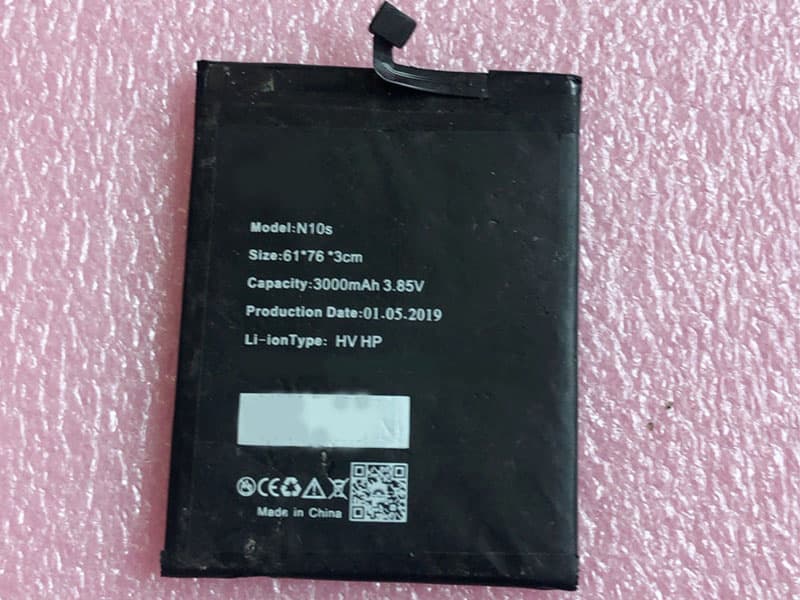 Model:N10s
Size:61*76 *3cm
Capacity:3000mAh 3.85V
Production Date:01-05-2019
Li-ionType: HV HP
CE
Made in China